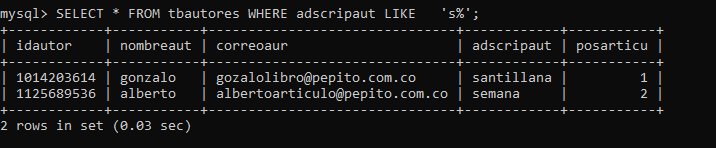 mysql> SELECT * FROM tbautores WHERE adscripaut LIKE   's%';
+------------+-----------+--------------------------------+------------+-----------+
| idautor    | nombreaut | correoaur                      | adscripaut | posarticu |
+------------+-----------+--------------------------------+------------+-----------+
| 1014203614 | gonzalo   | gozalolibro@pepito.com.co      | santillana |         1 |
| 1125689536 | alberto   | albertoarticulo@pepito.com.co | semana     |         2 |
+------------+-----------+--------------------------------+------------+-----------+
2 rows in set (0.03 sec)